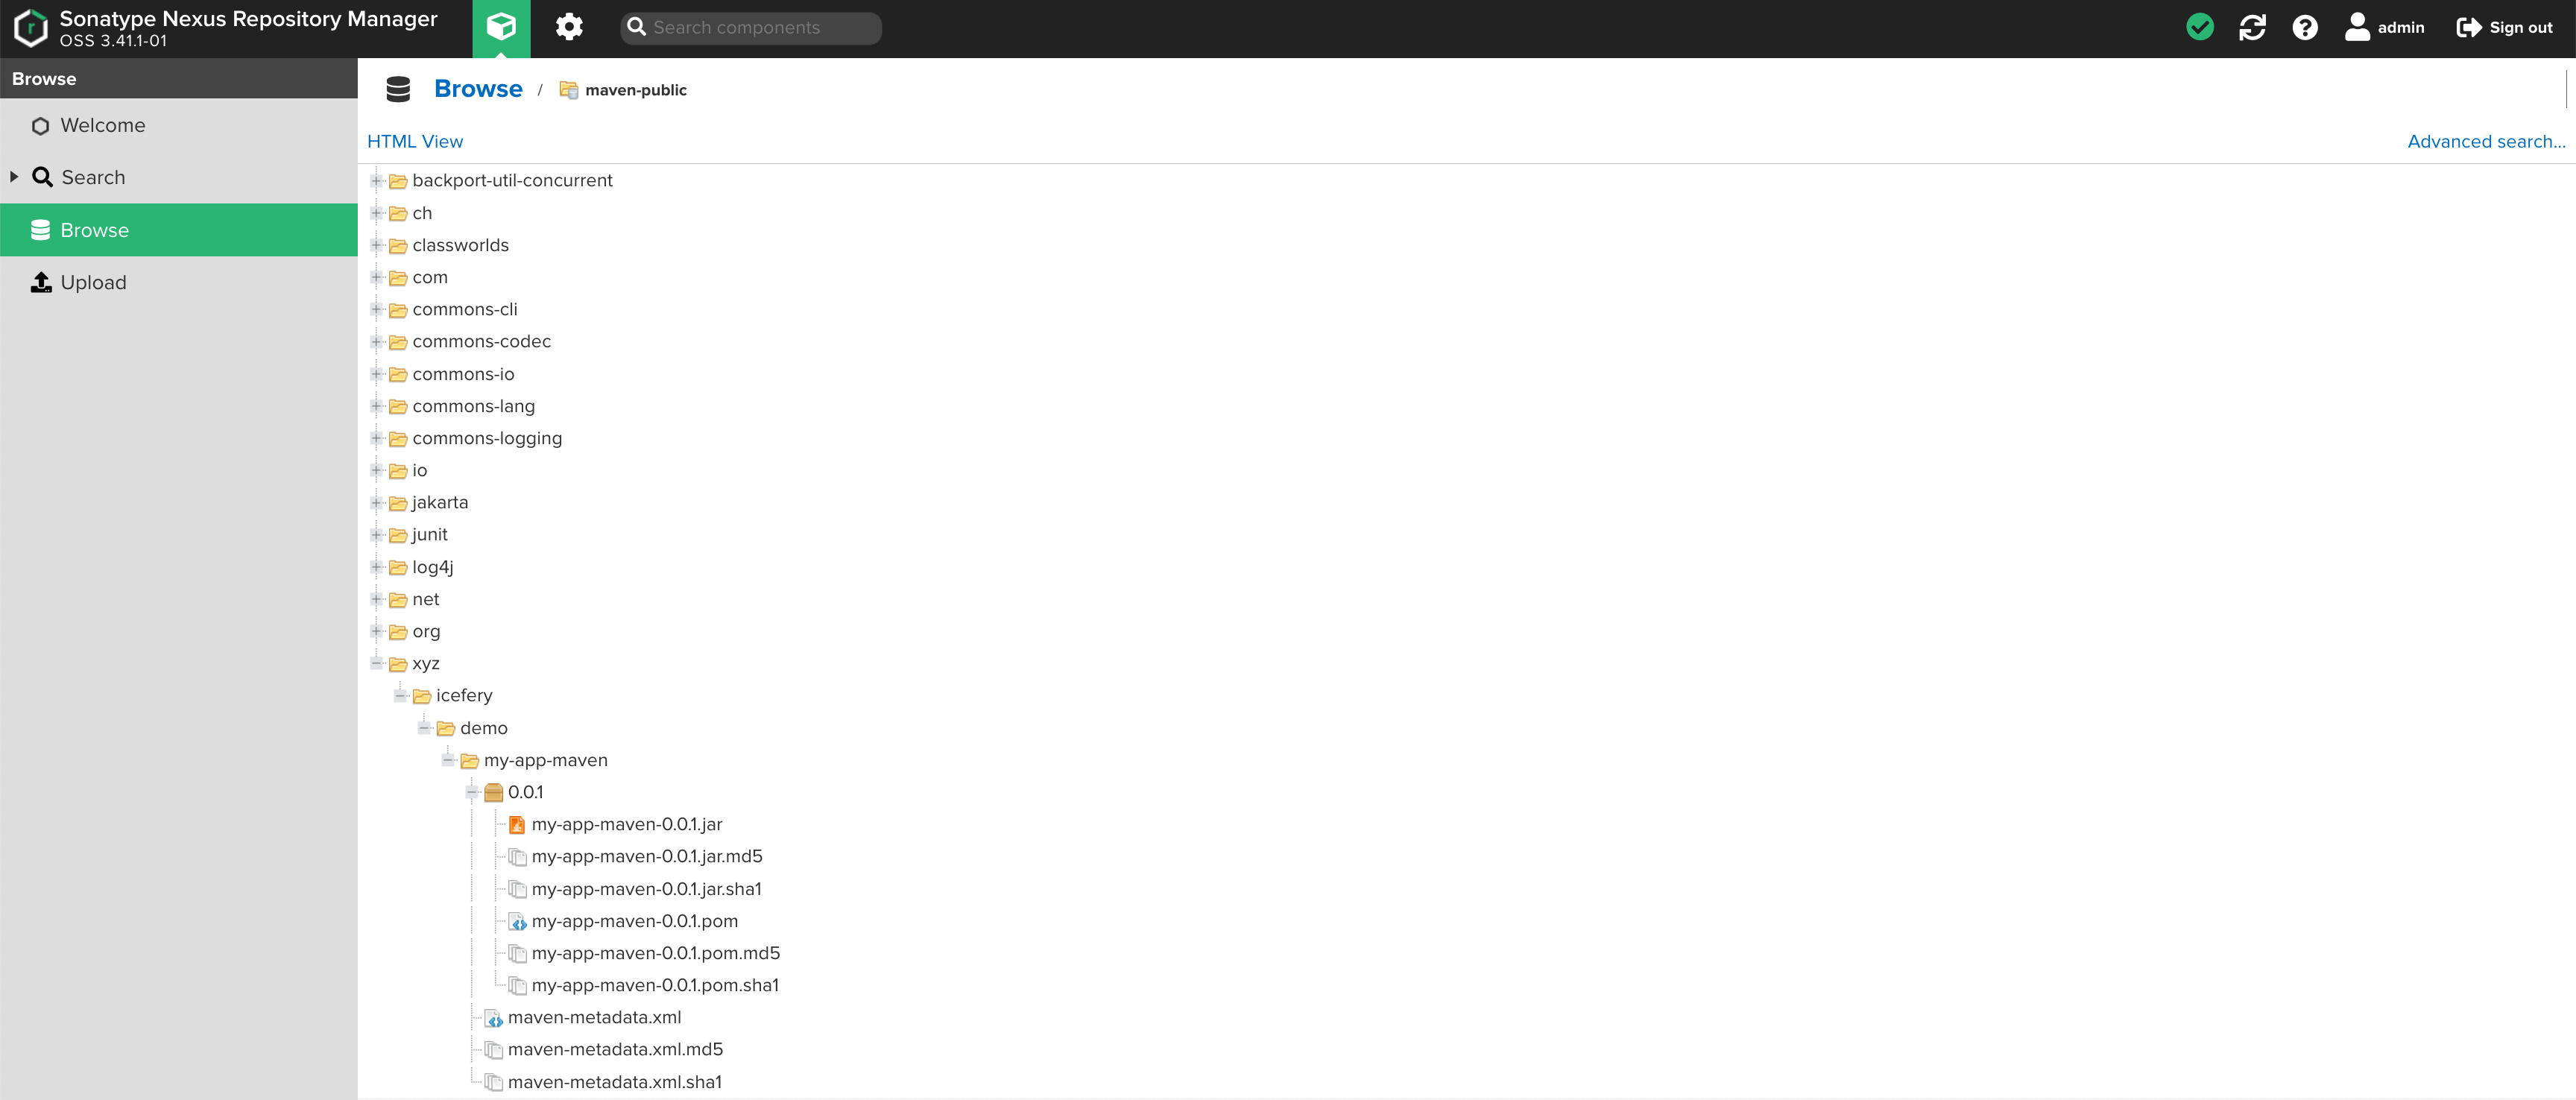 Sonatype Nexus Repository Manager
OSS 3.41.1-01
Search components
admin
Sign out
Browse
Welcome
Search
Browse
Upload
Browse / maven-public
HTML View
Advanced search...
backport-util-concurrent
ch
classworlds
com
commons-cli
commons-codec
commons-io
commons-lang
commons-logging
io
jakarta
junit
log4j
net
org
xyz
icefery
demo
my-app-maven
0.0.1
my-app-maven-0.0.1.jar
my-app-maven-0.0.1.jar.md5
my-app-maven-0.0.1.jar.sha1
my-app-maven-0.0.1.pom
my-app-maven-0.0.1.pom.md5
my-app-maven-0.0.1.pom.sha1
maven-metadata.xml
maven-metadata.xml.md5
maven-metadata.xml.sha1